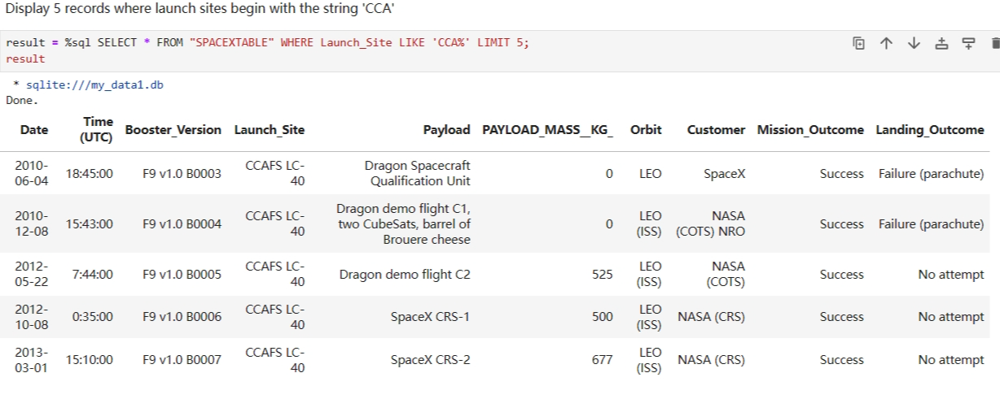 Display 5 records where launch sites begin with the string 'CCA'
result = %sql SELECT * FROM "SPACEXTABLE" WHERE Launch_Site LIKE 'CCA%' LIMIT 5;
result
* sqlite:///my_data1.db
Done.
Date Time (UTC) Booster_Version Launch_Site Payload PAYLOAD_MASS__KG_ Orbit Customer Mission_Outcome Landing_Outcome
2010-06-04 18:45:00 F9 v1.0 B0003 CCAFS LC-40 Dragon Spacecraft Qualification Unit 0 LEO SpaceX Success Failure (parachute)
2010-12-08 15:43:00 F9 v1.0 B0004 CCAFS LC-40 Dragon demo flight C1, two CubeSats, barrel of Brouere cheese 0 LEO (ISS) NASA (COTS) NRO Success Failure (parachute)
2012-05-22 7:44:00 F9 v1.0 B0005 CCAFS LC-40 Dragon demo flight C2 525 LEO (ISS) NASA (COTS) Success No attempt
2012-10-08 0:35:00 F9 v1.0 B0006 CCAFS LC-40 SpaceX CRS-1 500 LEO (ISS) NASA (CRS) Success No attempt
2013-03-01 15:10:00 F9 v1.0 B0007 CCAFS LC-40 SpaceX CRS-2 677 LEO (ISS) NASA (CRS) Success No attempt